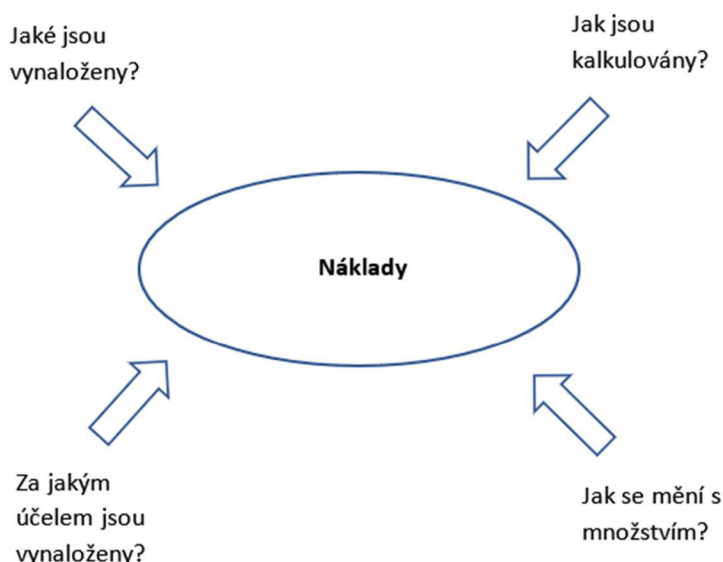 Jaké jsou
vynaloženy?
Jak jsou
kalkulovány?
Náklady
Za jakým
účelem jsou
vynaloženy?
Jak se mění s
množstvím?